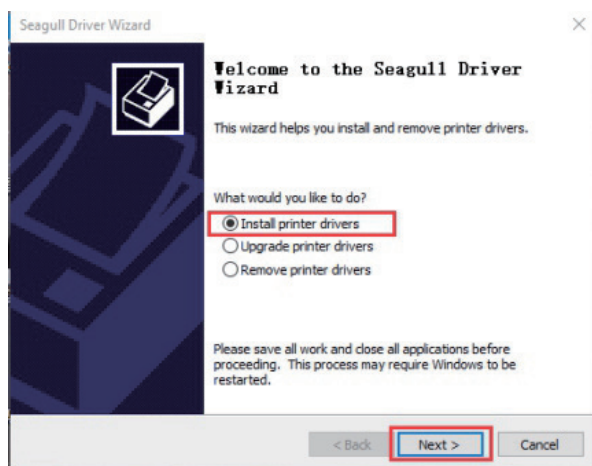 Seagull Driver Wizard
Welcome to the Seagull Driver
Wizard
This wizard helps you install and remove printer drivers.
What would you like to do?
Install printer drivers
Upgrade printer drivers
Remove printer drivers
Please save all work and close all applications before
proceeding. This process may require Windows to be
restarted.
< Back
Next >
Cancel